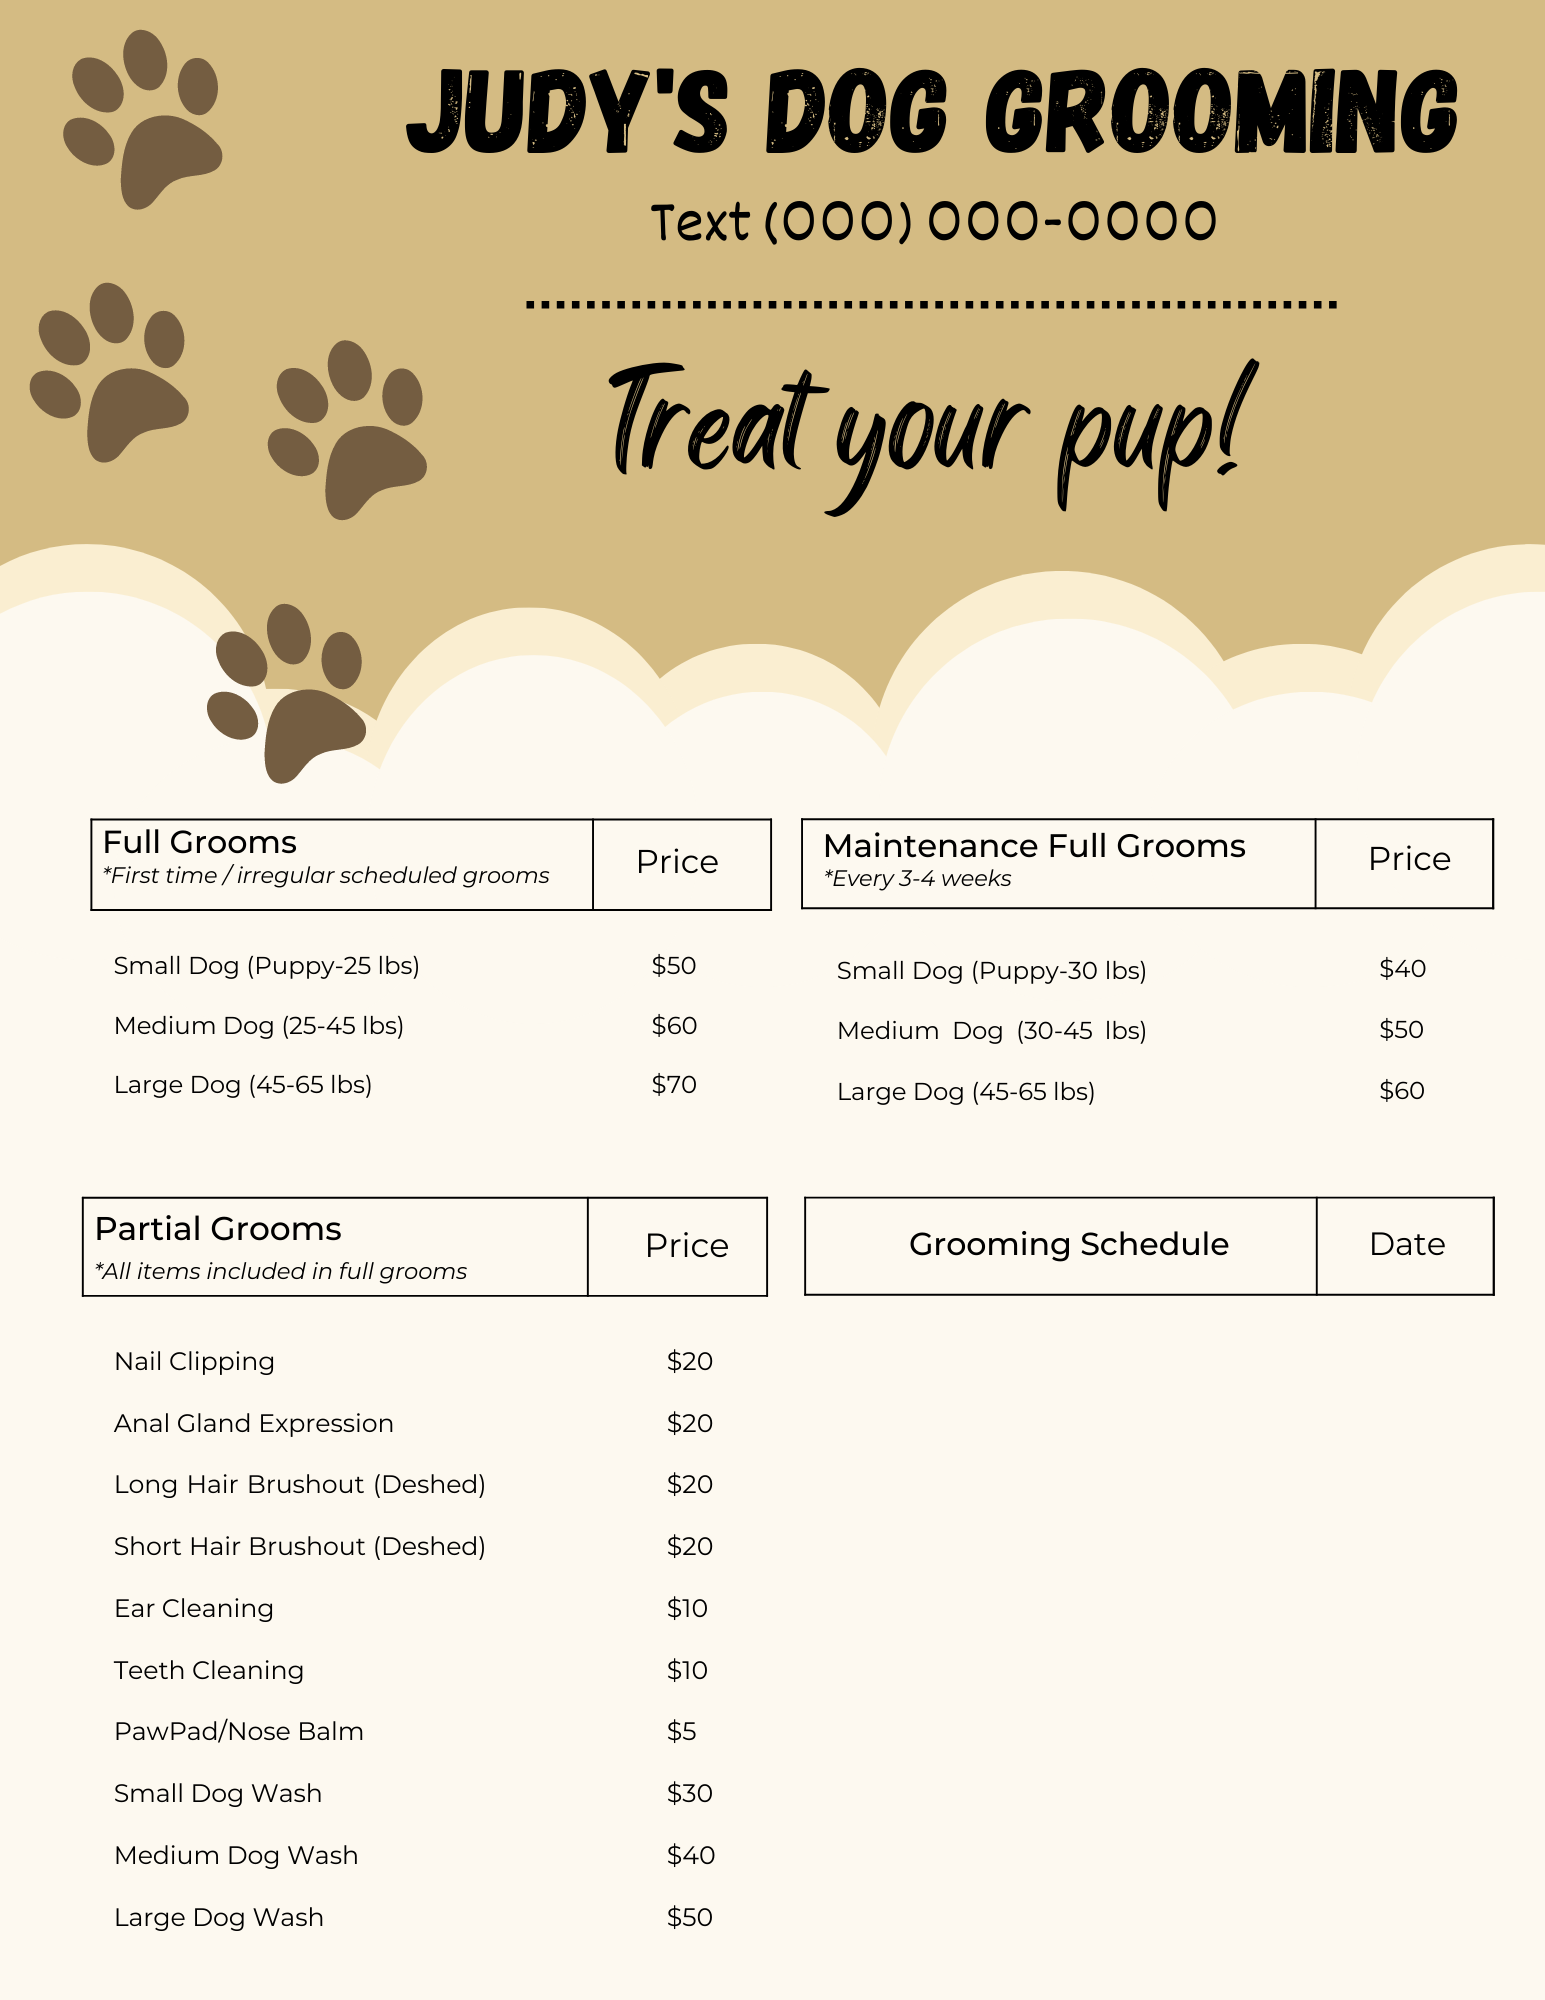 JUDY'S DOG GROOMING
Text (000) 000-0000
Treat your pup!
Full Grooms
*First time / irregular scheduled grooms
Price
Small Dog (Puppy-25 lbs) $50
Medium Dog (25-45 lbs) $60
Large Dog (45-65 lbs) $70
Maintenance Full Grooms
*Every 3-4 weeks
Price
Small Dog (Puppy-30 lbs) $40
Medium Dog (30-45 lbs) $50
Large Dog (45-65 lbs) $60
Partial Grooms
*All items included in full grooms
Price
Nail Clipping $20
Anal Gland Expression $20
Long Hair Brushout (Deshed) $20
Short Hair Brushout (Deshed) $20
Ear Cleaning $10
Teeth Cleaning $10
PawPad/Nose Balm $5
Small Dog Wash $30
Medium Dog Wash $40
Large Dog Wash $50
Grooming Schedule
Date